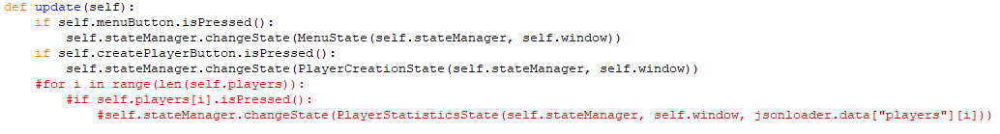 def update(self):
    if self.menuButton.isPressed():
        self.stateManager.changeState(MenuState(self.stateManager, self.window))
    if self.createPlayerButton.isPressed():
        self.stateManager.changeState(PlayerCreationState(self.stateManager, self.window))
    #for i in range(len(self.players)):
        #if self.players[i].isPressed():
            #self.stateManager.changeState(PlayerStatisticsState(self.stateManager, self.window, jsonloader.data["players"][i]))